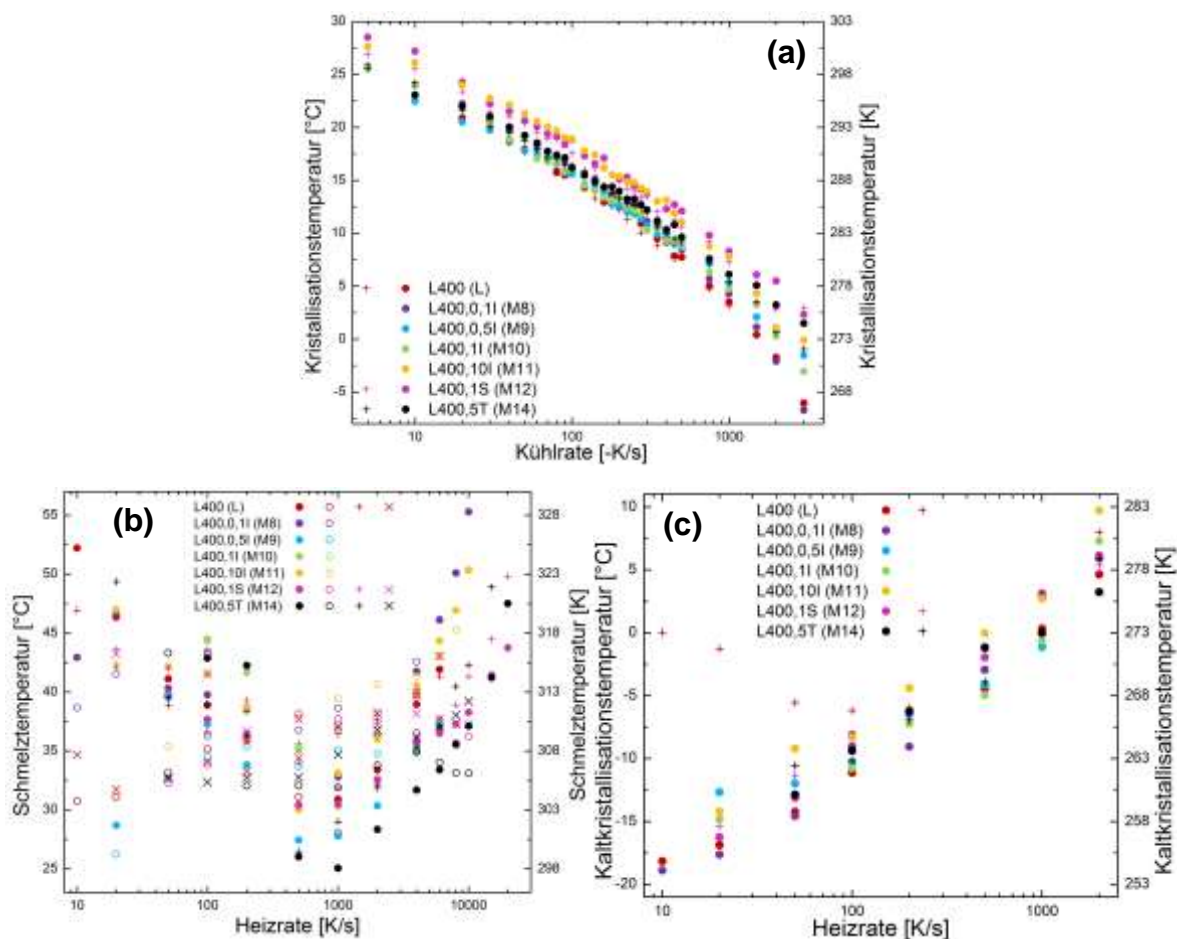 (a)
30
25
20
15
10
5
0
-5
303
298
293
288
283
278
273
268
Kristallisationstemperatur [°C]
Kristallisationstemperatur [K]
L400 (L)
L400,0,1I (M8)
L400,0,5I (M9)
L400,1I (M10)
L400,10I (M11)
L400,1S (M12)
L400,5T (M14)
10 100 1000
Kühlrate [-K/s]
(b)
55
50
45
40
35
30
25
328
323
318
313
308
303
298
Schmelztemperatur [°C]
Schmelztemperatur [K]
L400 (L)
L400,0,1I (M8)
L400,0,5I (M9)
L400,1I (M10)
L400,10I (M11)
L400,1S (M12)
L400,5T (M14)
10 100 1000 10000
Heizrate [K/s]
(c)
10
5
0
-5
-10
-15
-20
283
278
273
268
263
258
253
Kaltkristallisationstemperatur [°C]
Kaltkristallisationstemperatur [K]
L400 (L)
L400,0,1I (M8)
L400,0,5I (M9)
L400,1I (M10)
L400,10I (M11)
L400,1S (M12)
L400,5T (M14)
10 100 1000
Heizrate [K/s]